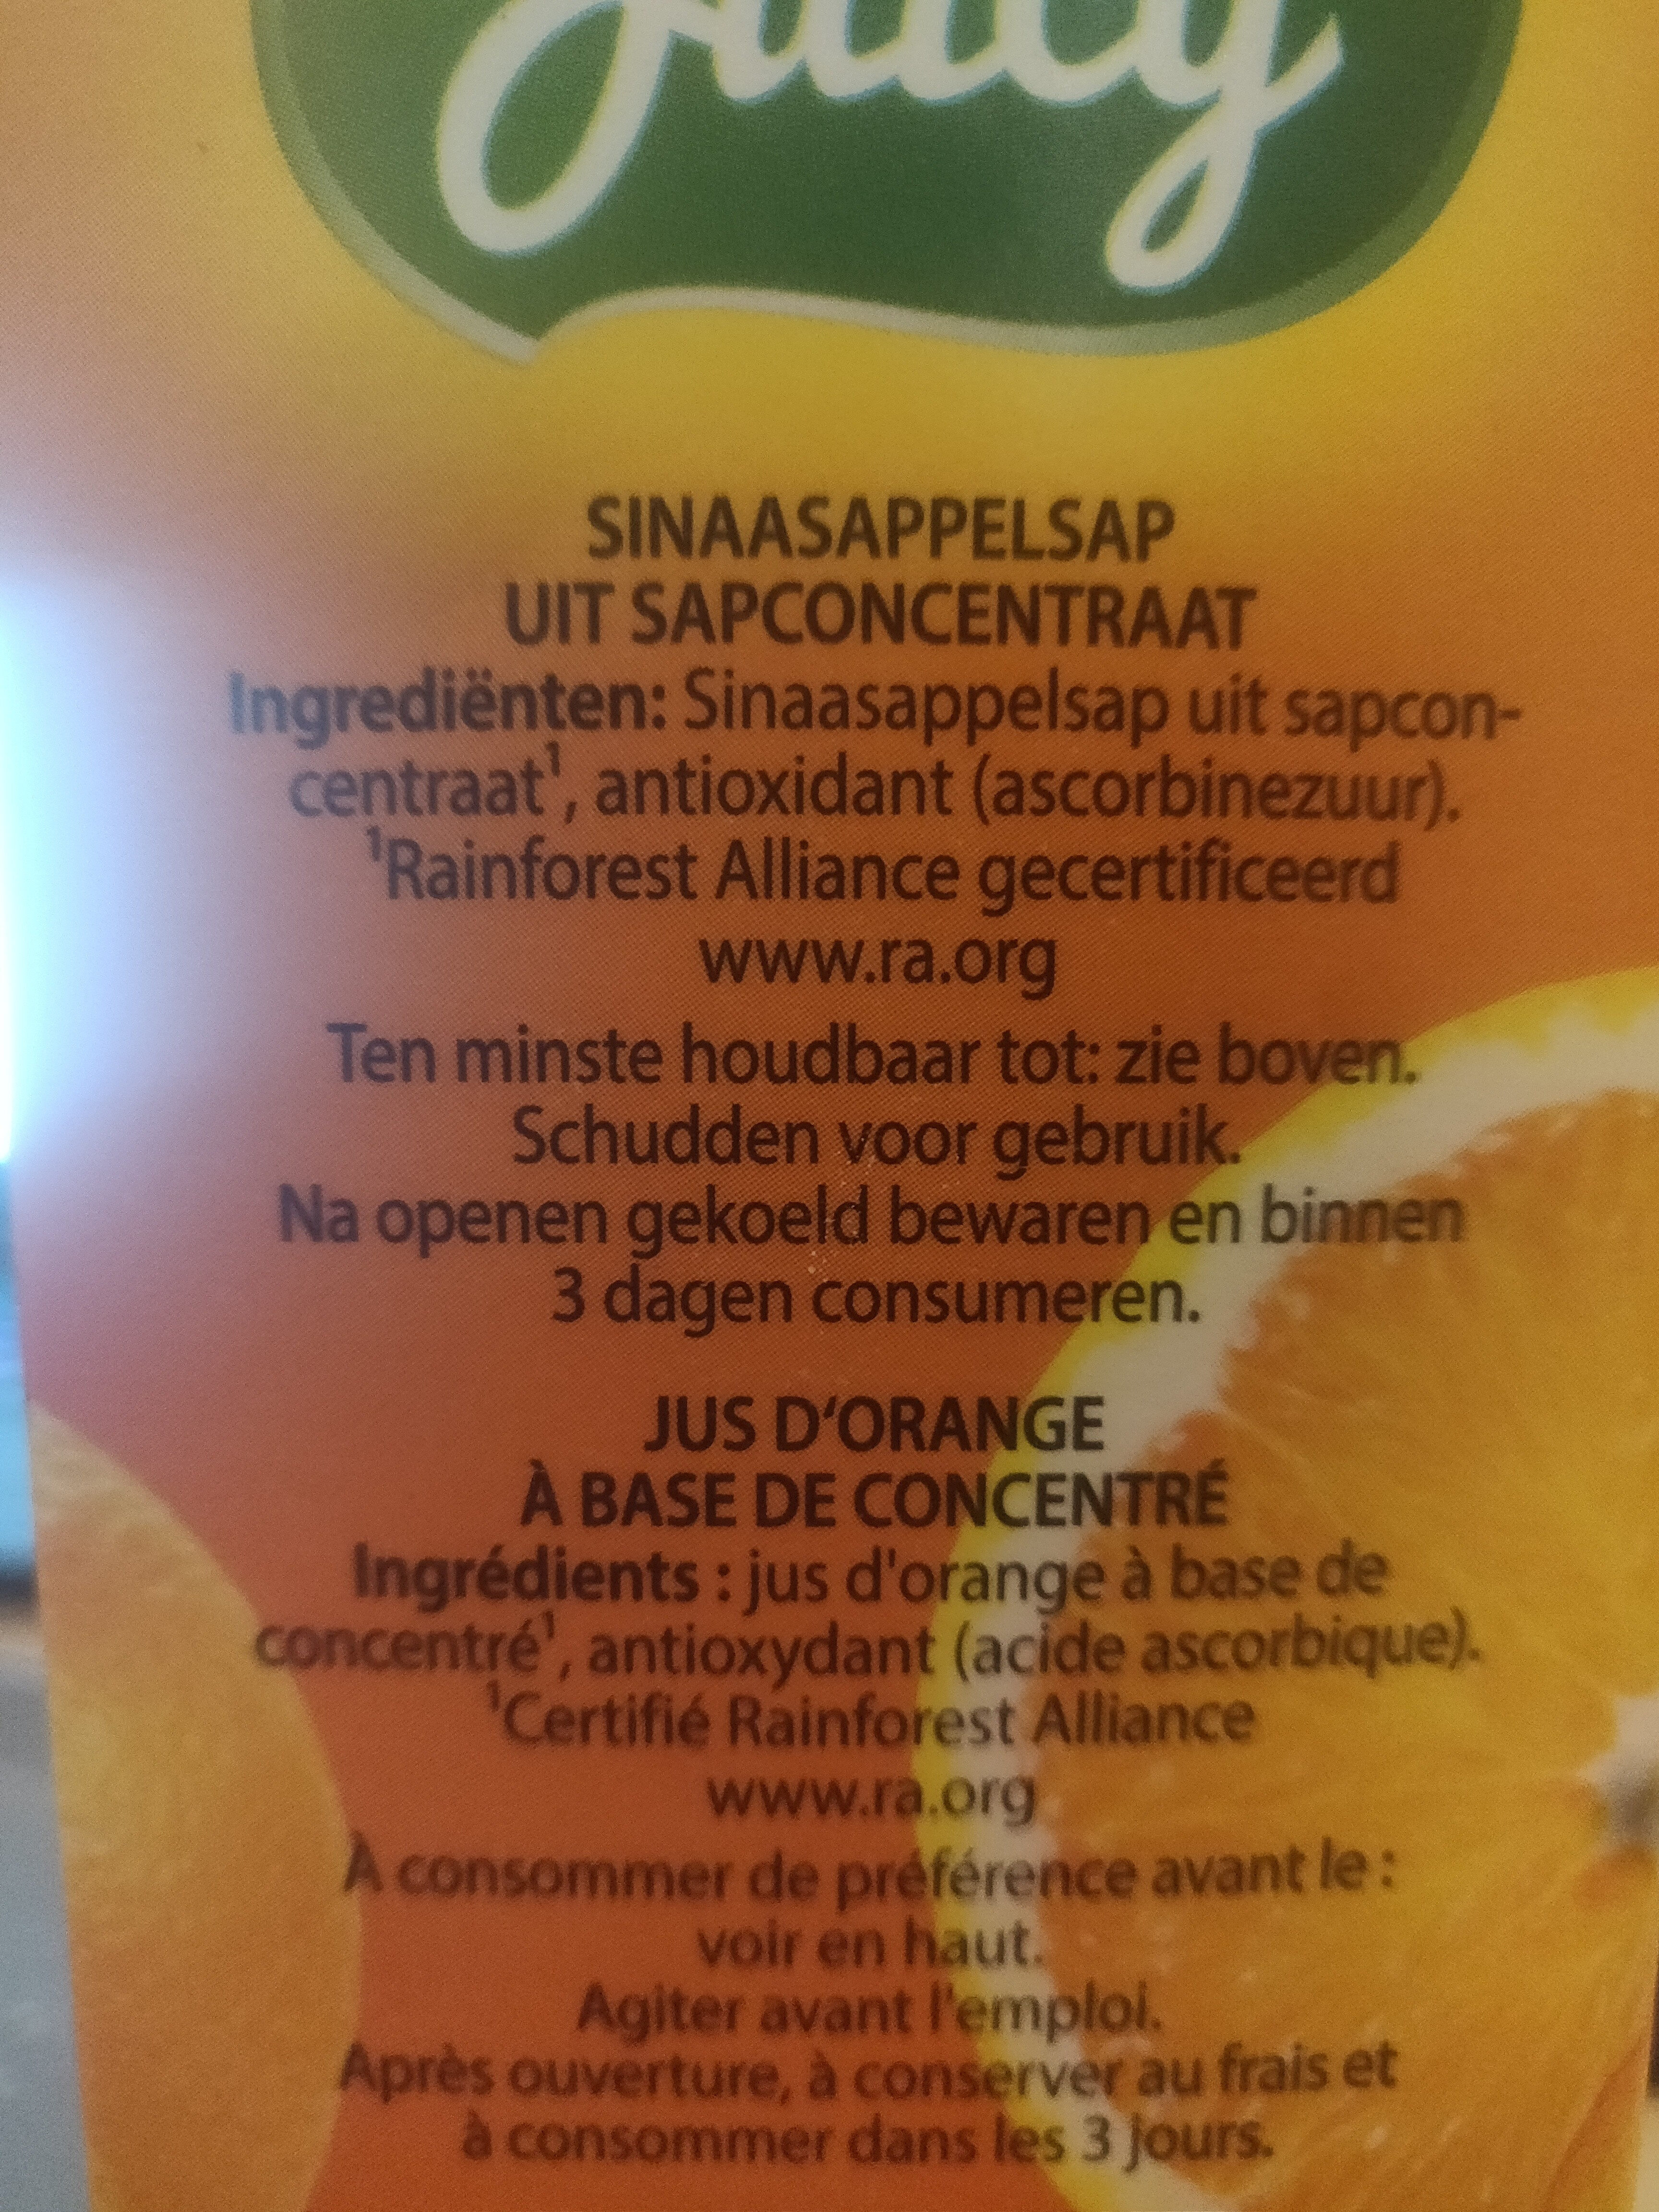 Juicy
SINAASAPPELSAP
UIT SAPCONCENTRAAT
Ingrediënten: Sinaasappelsap uit sapcon-
centraat¹, antioxidant (ascorbinezuur).
¹Rainforest Alliance gecertificeerd
www.ra.org
Ten minste houdbaar tot: zie boven.
Schudden voor gebruik.
Na openen gekoeld bewaren en binnen
3 dagen consumeren.
JUS D‘ORANGE
À BASE DE CONCENTRÉ
Ingrédients : jus d'orange à base de
concentré¹, antioxydant (acide ascorbique).
¹Certifié Rainforest Alliance
www.ra.org
À consommer de préférence avant le :
voir en haut.
Agiter avant l'emploi.
Après ouverture, à conserver au frais et
à consommer dans les 3 jours.